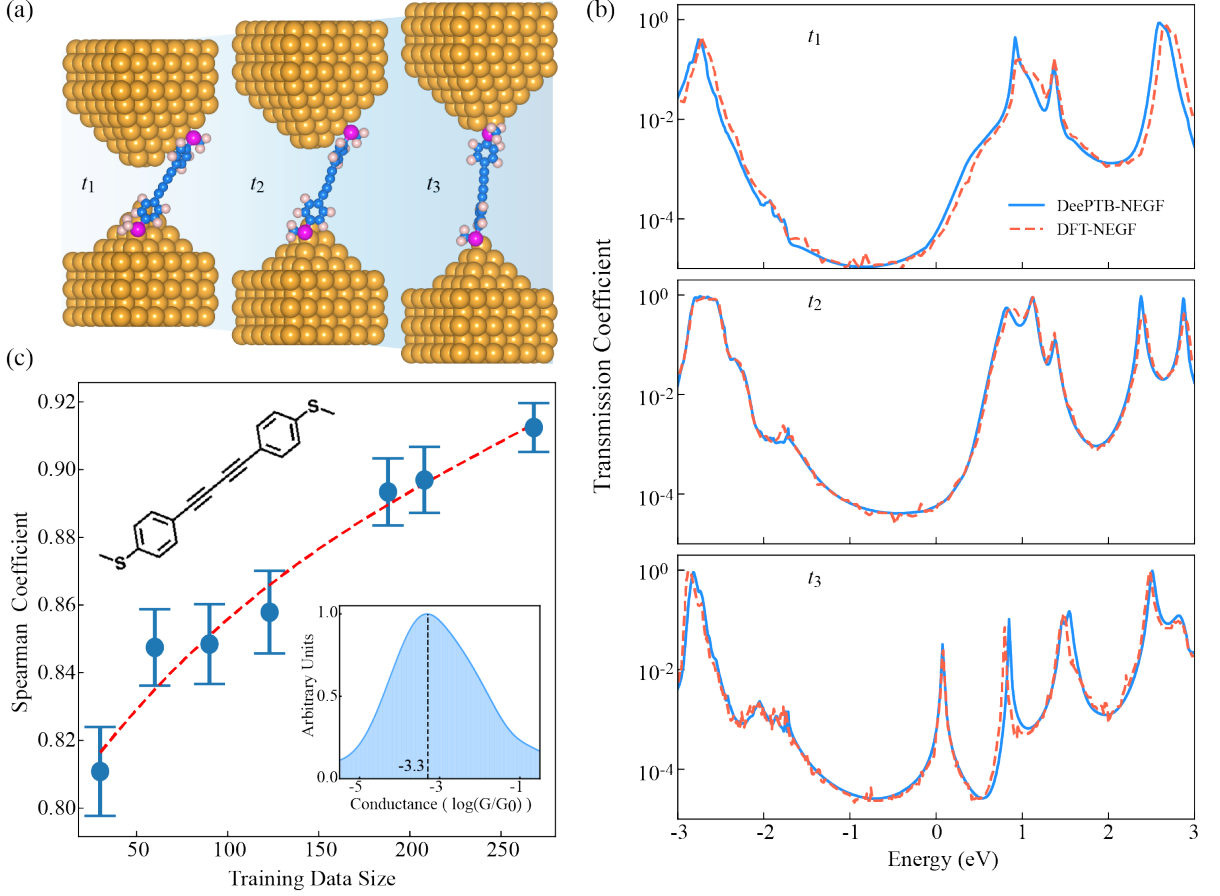 (a)
t1
t2
t3
(b)
Transmission Coefficient
10^0
10^-2
10^-4
t1
DeePTB-NEGF
DFT-NEGF
10^0
10^-2
10^-4
t2
10^0
10^-2
10^-4
t3
-3 -2 -1 0 1 2 3
Energy (eV)
(c)
Spearman Coefficient
0.92
0.90
0.88
0.86
0.84
0.82
0.80
S
S
Arbitrary Units
1.0
0.5
0.0
-3.3
-5 -3 -1
Conductance ( log(G/G0) )
50 100 150 200 250
Training Data Size